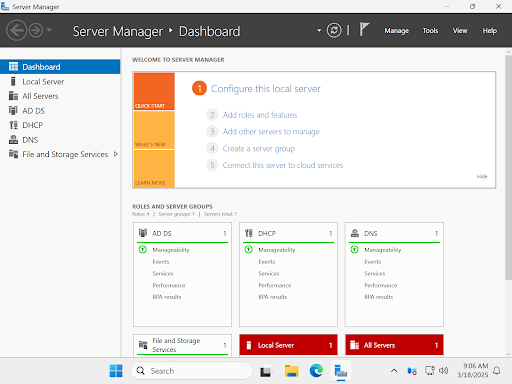 Server Manager
Server Manager • Dashboard
Manage Tools View Help
Dashboard
Local Server
All Servers
AD DS
DHCP
DNS
File and Storage Services
WELCOME TO SERVER MANAGER
QUICK START
WHAT'S NEW
LEARN MORE
1 Configure this local server
2 Add roles and features
3 Add other servers to manage
4 Create a server group
5 Connect this server to cloud services
Hide
ROLES AND SERVER GROUPS
Roles: 4 | Server groups: 1 | Servers total: 1
AD DS 1
Manageability
Events
Services
Performance
BPA results
DHCP 1
Manageability
Events
Services
Performance
BPA results
DNS 1
Manageability
Events
Services
Performance
BPA results
File and Storage Services 1
Local Server 1
All Servers 1
Search
9:06 AM
3/18/2025